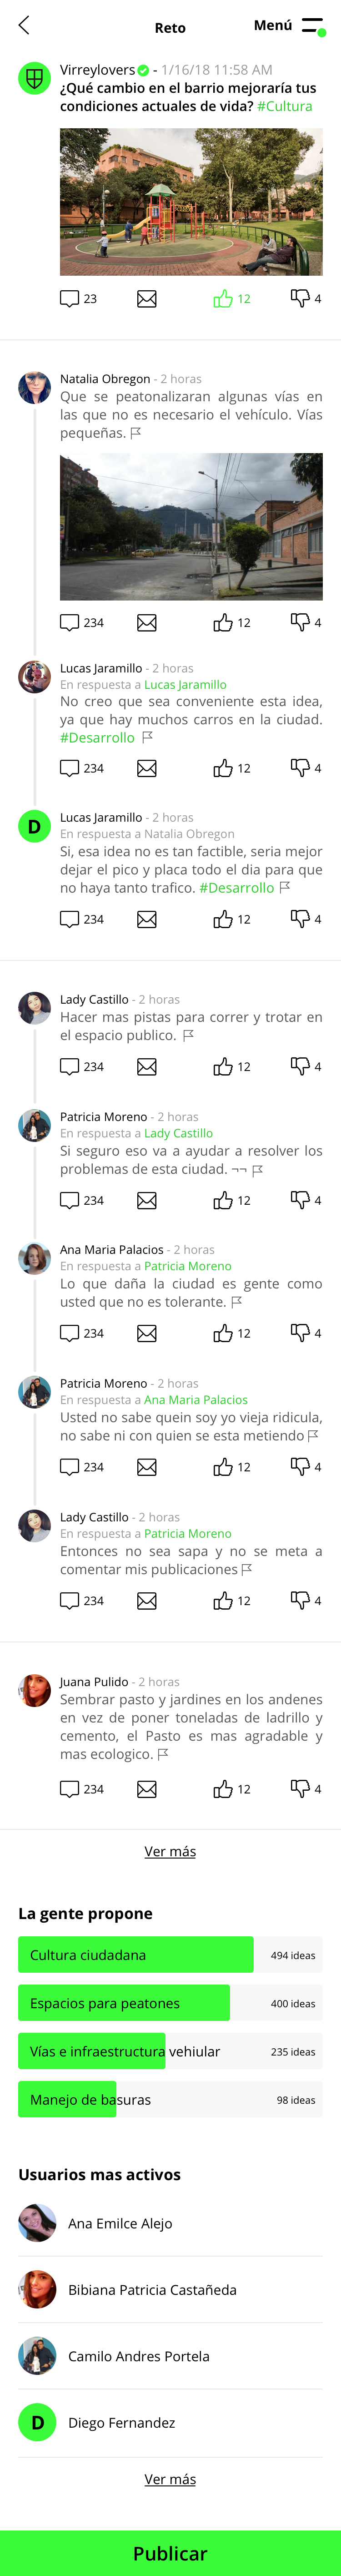 Reto
Menú
Virreylovers - 1/16/18 11:58 AM
¿Qué cambio en el barrio mejoraría tus
condiciones actuales de vida? #Cultura
23
12
4
Natalia Obregon - 2 horas
Que se peatonalizaran algunas vías en
las que no es necesario el vehículo. Vías
pequeñas.
234
12
4
Lucas Jaramillo - 2 horas
En respuesta a Lucas Jaramillo
No creo que sea conveniente esta idea,
ya que hay muchos carros en la ciudad.
#Desarrollo
234
12
4
D
Lucas Jaramillo - 2 horas
En respuesta a Natalia Obregon
Si, esa idea no es tan factible, seria mejor
dejar el pico y placa todo el dia para que
no haya tanto trafico. #Desarrollo
234
12
4
Lady Castillo - 2 horas
Hacer mas pistas para correr y trotar en
el espacio publico.
234
12
4
Patricia Moreno - 2 horas
En respuesta a Lady Castillo
Si seguro eso va a ayudar a resolver los
problemas de esta ciudad. ¬¬
234
12
4
Ana Maria Palacios - 2 horas
En respuesta a Patricia Moreno
Lo que daña la ciudad es gente como
usted que no es tolerante.
234
12
4
Patricia Moreno - 2 horas
En respuesta a Ana Maria Palacios
Usted no sabe quein soy yo vieja ridicula,
no sabe ni con quien se esta metiendo
234
12
4
Lady Castillo - 2 horas
En respuesta a Patricia Moreno
Entonces no sea sapa y no se meta a
comentar mis publicaciones
234
12
4
Juana Pulido - 2 horas
Sembrar pasto y jardines en los andenes
en vez de poner toneladas de ladrillo y
cemento, el Pasto es mas agradable y
mas ecologico.
234
12
4
Ver más
La gente propone
Cultura ciudadana 494 ideas
Espacios para peatones 400 ideas
Vías e infraestructura vehiular 235 ideas
Manejo de basuras 98 ideas
Usuarios mas activos
Ana Emilce Alejo
Bibiana Patricia Castañeda
Camilo Andres Portela
D
Diego Fernandez
Ver más
Publicar